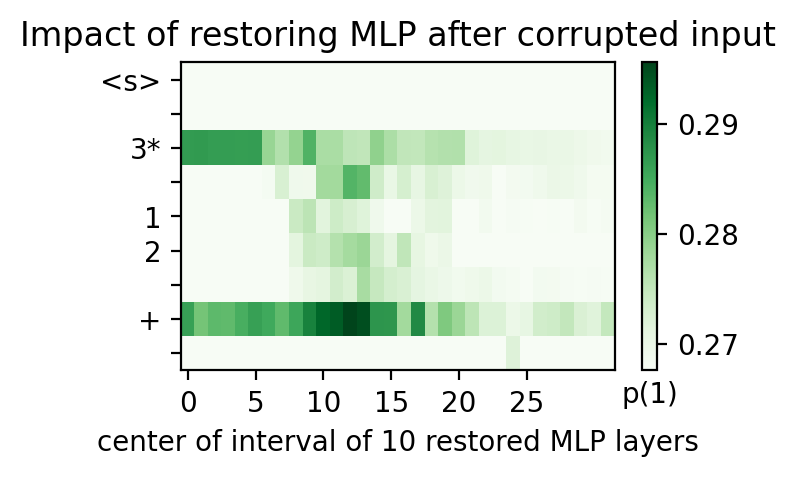 Impact of restoring MLP after corrupted input
<s>
3*
1
2
+
0 5 10 15 20 25
0.29
0.28
0.27
p(1)
center of interval of 10 restored MLP layers